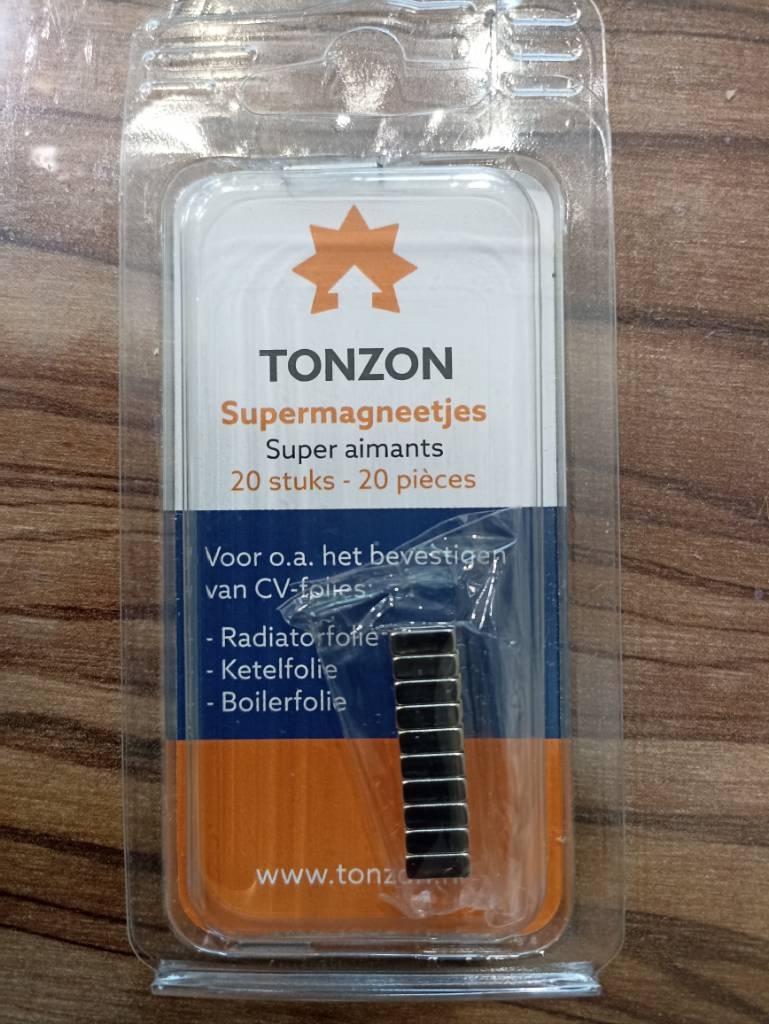 TONZON
Supermagneetjes
Super aimants
20 stuks - 20 pièces
Voor o.a. het bevestigen
van CV-folies:
- Radiatorfolie
- Ketelfolie
- Boilerfolie
www.tonzon.nl